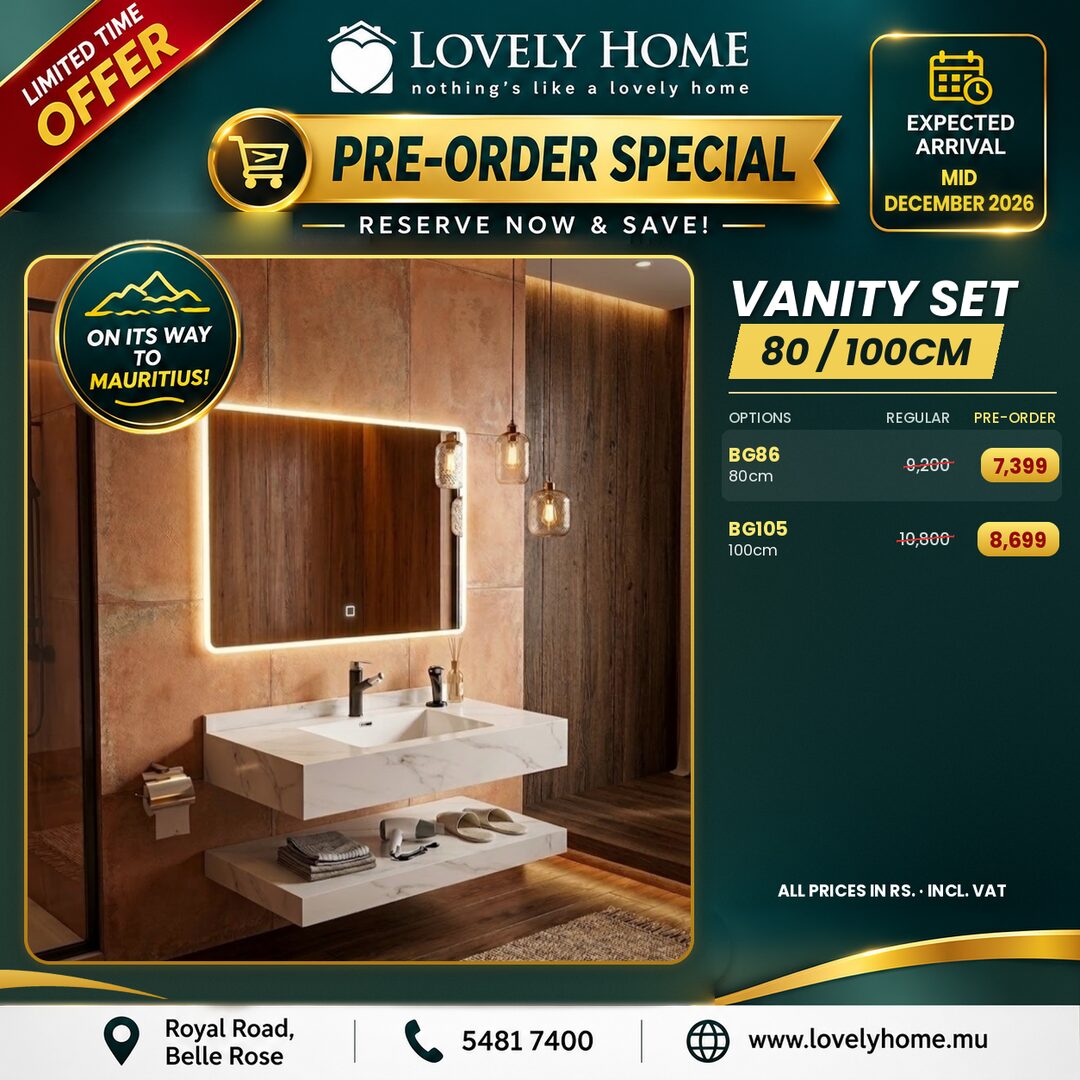 LIMITED TIME
OFFER
LOVELY HOME
nothing's like a lovely home
PRE-ORDER SPECIAL
RESERVE NOW & SAVE!
EXPECTED
ARRIVAL
MID
DECEMBER 2026
ON ITS WAY
TO
MAURITIUS!
VANITY SET
80 / 100CM
OPTIONS REGULAR PRE-ORDER
BG86
80cm 9,200 7,399
BG105
100cm 10,800 8,699
ALL PRICES IN RS. · INCL. VAT
Royal Road,
Belle Rose
5481 7400
www.lovelyhome.mu